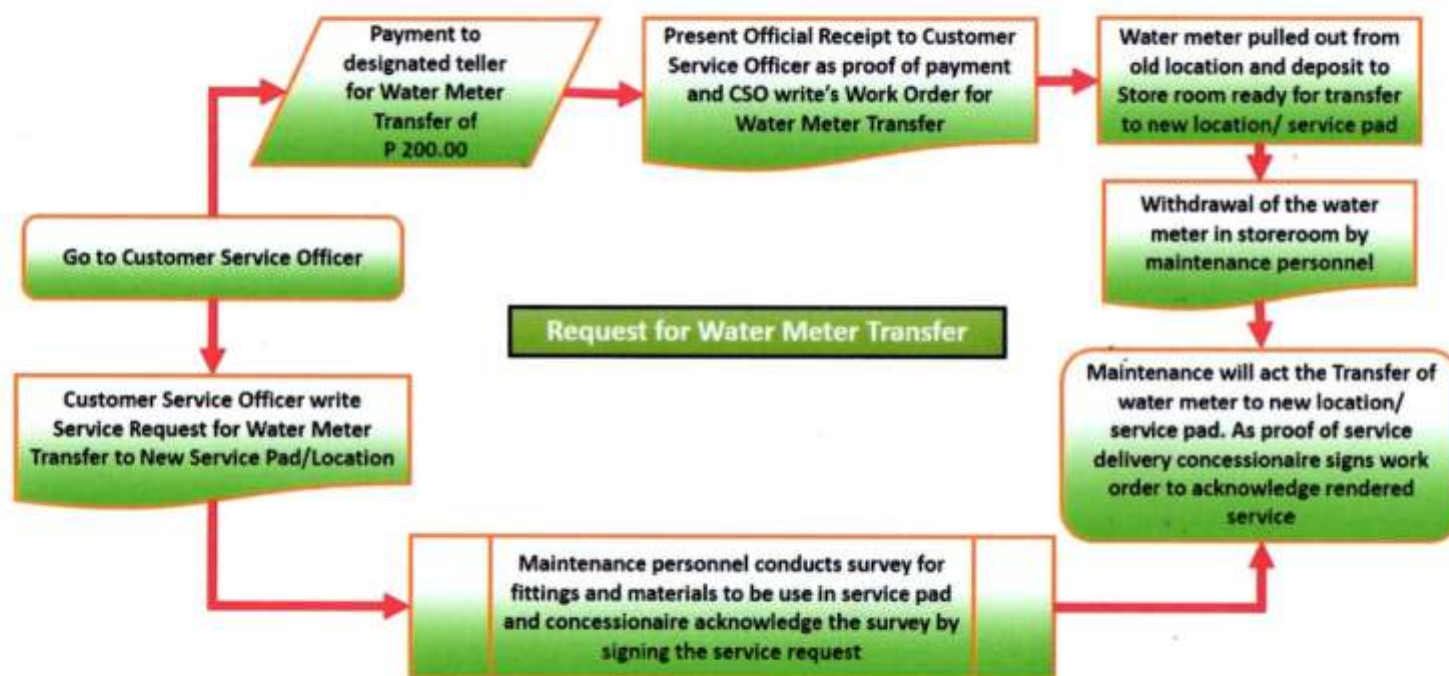 Payment to
designated teller
for Water Meter
Transfer of
P 200.00
Present Official Receipt to Customer
Service Officer as proof of payment
and CSO write's Work Order for
Water Meter Transfer
Water meter pulled out from
old location and deposit to
Store room ready for transfer
to new location/ service pad
Withdrawal of the water
meter in storeroom by
maintenance personnel
Go to Customer Service Officer
Request for Water Meter Transfer
Customer Service Officer write
Service Request for Water Meter
Transfer to New Service Pad/Location
Maintenance will act the Transfer of
water meter to new location/
service pad. As proof of service
delivery concessionaire signs work
order to acknowledge rendered
service
Maintenance personnel conducts survey for
fittings and materials to be use in service pad
and concessionaire acknowledge the survey by
signing the service request